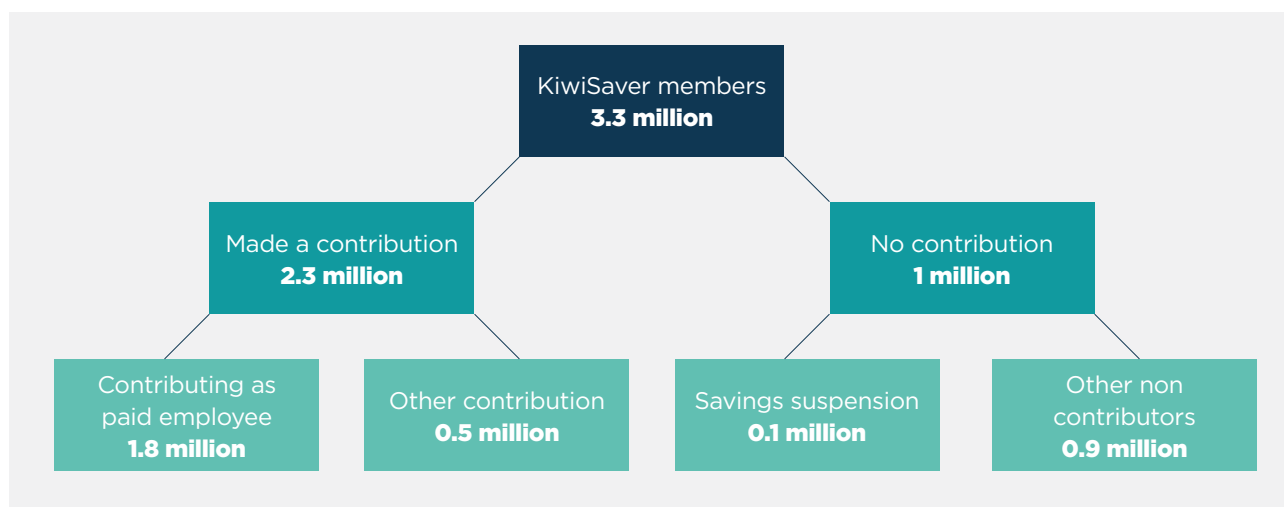 KiwiSaver members
3.3 million
Made a contribution
2.3 million
No contribution
1 million
Contributing as
paid employee
1.8 million
Other contribution
0.5 million
Savings suspension
0.1 million
Other non
contributors
0.9 million